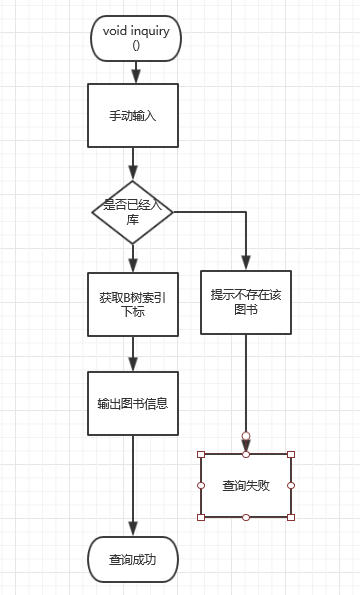 void inquiry
()
手动输入
是否已经入
库
获取B树索引
下标
提示不存在该
图书
输出图书信息
查询失败
查询成功